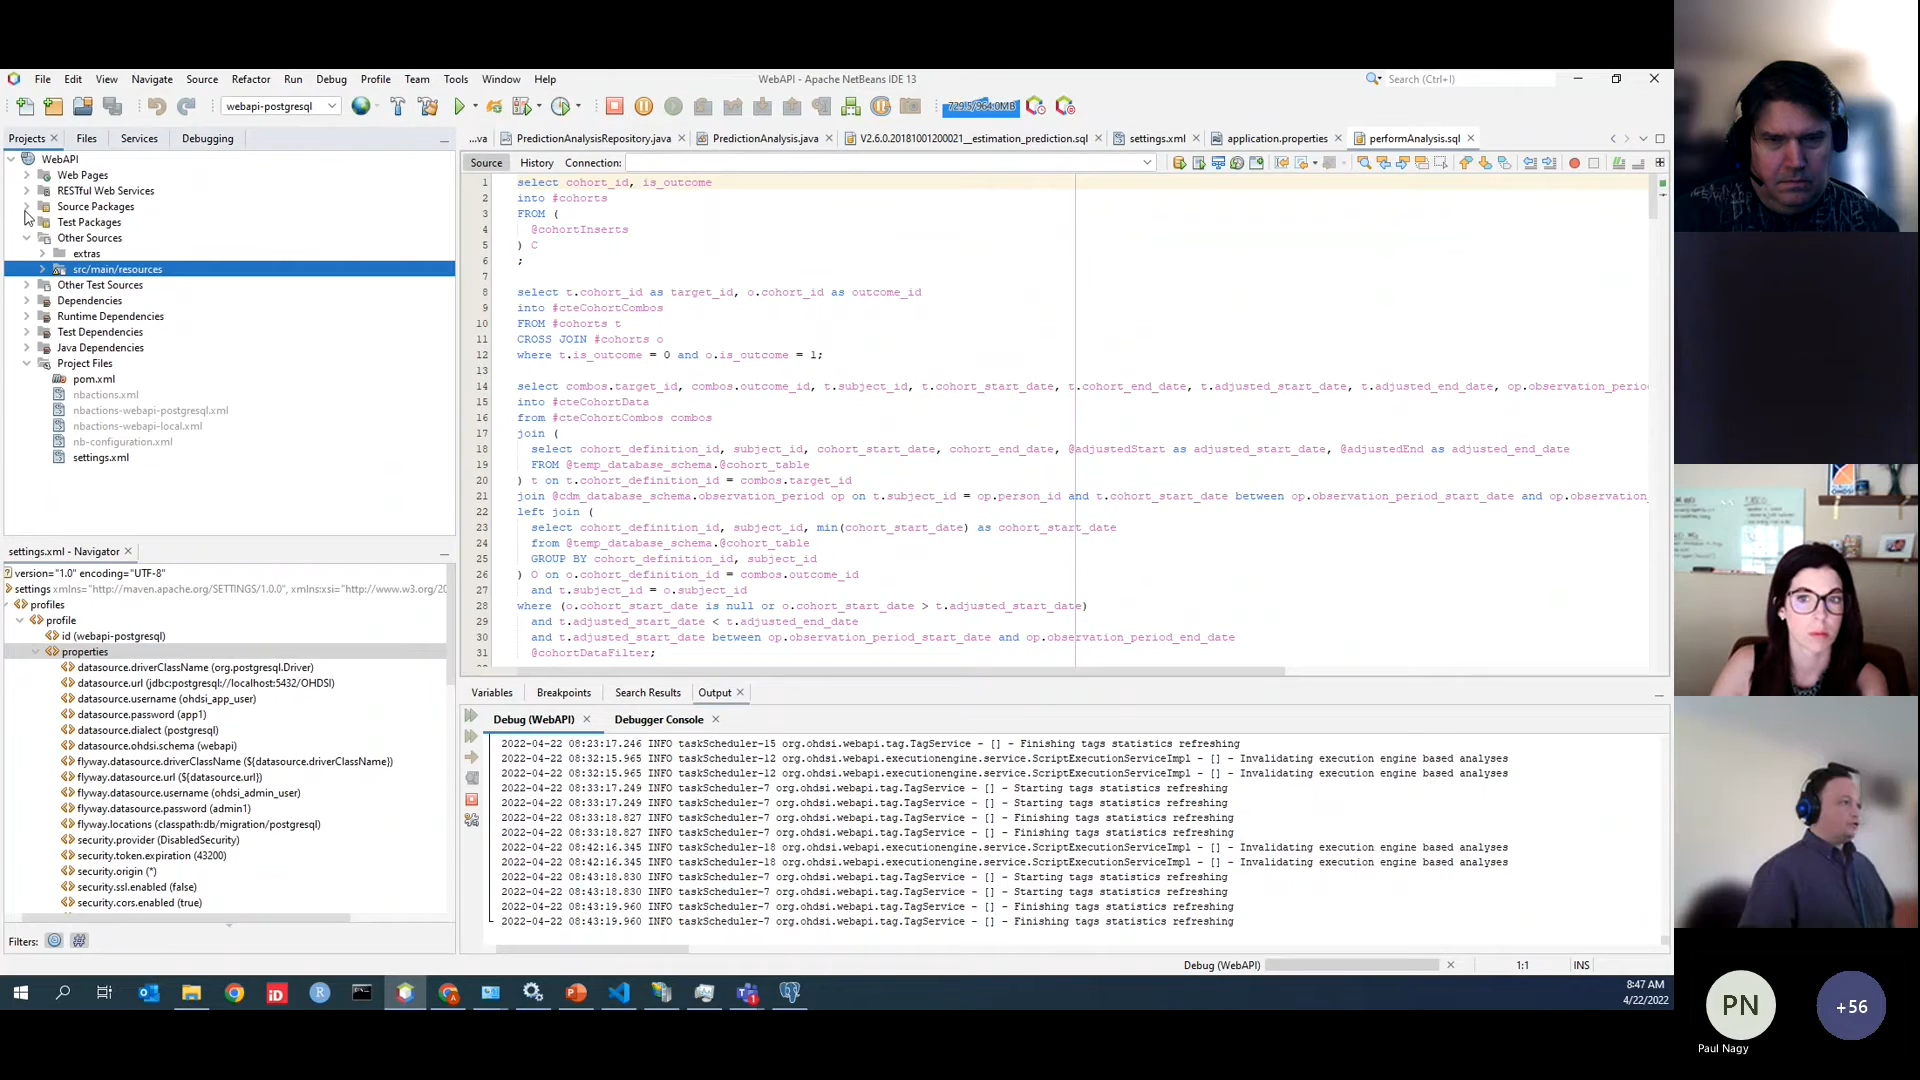 File Edit View Navigate Source Refactor Run Debug Profile Team Tools Window Help
WebAPI - Apache NetBeans IDE 13
Search (Ctrl+I)
webapi-postgresql
729.5/964.0MB
Projects Files Services Debugging
...va PredictionAnalysisRepository.java PredictionAnalysis.java V2.6.0.20181001200021__estimation_prediction.sql settings.xml application.properties performAnalysis.sql
Source History Connection:
WebAPI
Web Pages
RESTful Web Services
Source Packages
Test Packages
Other Sources
extras
src/main/resources
Other Test Sources
Dependencies
Runtime Dependencies
Test Dependencies
Java Dependencies
Project Files
pom.xml
nbactions.xml
nbactions-webapi-postgresql.xml
nbactions-webapi-local.xml
nb-configuration.xml
settings.xml
1 select cohort_id, is_outcome
2 into #cohorts
3 FROM (
4 @cohortInserts
5 ) C
6 ;
7
8 select t.cohort_id as target_id, o.cohort_id as outcome_id
9 into #cteCohortCombos
10 FROM #cohorts t
11 CROSS JOIN #cohorts o
12 where t.is_outcome = 0 and o.is_outcome = 1;
13
14 select combos.target_id, combos.outcome_id, t.subject_id, t.cohort_start_date, t.cohort_end_date, t.adjusted_start_date, t.adjusted_end_date, op.observation_perio
15 into #cteCohortData
16 from #cteCohortCombos combos
17 join (
18 select cohort_definition_id, subject_id, cohort_start_date, cohort_end_date, @adjustedStart as adjusted_start_date, @adjustedEnd as adjusted_end_date
19 FROM @temp_database_schema.@cohort_table
20 ) t on t.cohort_definition_id = combos.target_id
21 join @cdm_database_schema.observation_period op on t.subject_id = op.person_id and t.cohort_start_date between op.observation_period_start_date and op.observation_
22 left join (
23 select cohort_definition_id, subject_id, min(cohort_start_date) as cohort_start_date
24 from @temp_database_schema.@cohort_table
25 GROUP BY cohort_definition_id, subject_id
26 ) O on o.cohort_definition_id = combos.outcome_id
27 and t.subject_id = o.subject_id
28 where (o.cohort_start_date is null or o.cohort_start_date > t.adjusted_start_date)
29 and t.adjusted_start_date < t.adjusted_end_date
30 and t.adjusted_start_date between op.observation_period_start_date and op.observation_period_end_date
31 @cohortDataFilter;
settings.xml - Navigator
version="1.0" encoding="UTF-8"
settings xmlns="http://maven.apache.org/SETTINGS/1.0.0", xmlns:xsi="http://www.w3.org/20
profiles
profile
id (webapi-postgresql)
properties
datasource.driverClassName (org.postgresql.Driver)
datasource.url (jdbc:postgresql://localhost:5432/OHDSI)
datasource.username (ohdsi_app_user)
datasource.password (app1)
datasource.dialect (postgresql)
datasource.ohdsi.schema (webapi)
flyway.datasource.driverClassName (${datasource.driverClassName})
flyway.datasource.url (${datasource.url})
flyway.datasource.username (ohdsi_admin_user)
flyway.datasource.password (admin1)
flyway.locations (classpath:db/migration/postgresql)
security.provider (DisabledSecurity)
security.token.expiration (43200)
security.origin (*)
security.ssl.enabled (false)
security.cors.enabled (true)
Filters:
Variables Breakpoints Search Results Output
Debug (WebAPI) Debugger Console
2022-04-22 08:23:17.246 INFO taskScheduler-15 org.ohdsi.webapi.tag.TagService - [] - Finishing tags statistics refreshing
2022-04-22 08:32:15.965 INFO taskScheduler-12 org.ohdsi.webapi.executionengine.service.ScriptExecutionServiceImpl - [] - Invalidating execution engine based analyses
2022-04-22 08:32:15.965 INFO taskScheduler-12 org.ohdsi.webapi.executionengine.service.ScriptExecutionServiceImpl - [] - Invalidating execution engine based analyses
2022-04-22 08:33:17.249 INFO taskScheduler-7 org.ohdsi.webapi.tag.TagService - [] - Starting tags statistics refreshing
2022-04-22 08:33:17.249 INFO taskScheduler-7 org.ohdsi.webapi.tag.TagService - [] - Starting tags statistics refreshing
2022-04-22 08:33:18.827 INFO taskScheduler-7 org.ohdsi.webapi.tag.TagService - [] - Finishing tags statistics refreshing
2022-04-22 08:33:18.827 INFO taskScheduler-7 org.ohdsi.webapi.tag.TagService - [] - Finishing tags statistics refreshing
2022-04-22 08:42:16.345 INFO taskScheduler-18 org.ohdsi.webapi.executionengine.service.ScriptExecutionServiceImpl - [] - Invalidating execution engine based analyses
2022-04-22 08:42:16.345 INFO taskScheduler-18 org.ohdsi.webapi.executionengine.service.ScriptExecutionServiceImpl - [] - Invalidating execution engine based analyses
2022-04-22 08:43:18.830 INFO taskScheduler-7 org.ohdsi.webapi.tag.TagService - [] - Starting tags statistics refreshing
2022-04-22 08:43:18.830 INFO taskScheduler-7 org.ohdsi.webapi.tag.TagService - [] - Starting tags statistics refreshing
2022-04-22 08:43:19.960 INFO taskScheduler-7 org.ohdsi.webapi.tag.TagService - [] - Finishing tags statistics refreshing
2022-04-22 08:43:19.960 INFO taskScheduler-7 org.ohdsi.webapi.tag.TagService - [] - Finishing tags statistics refreshing
Debug (WebAPI) 1:1 INS
8:47 AM
4/22/2022
OHDSI
PN
+56
Paul Nagy